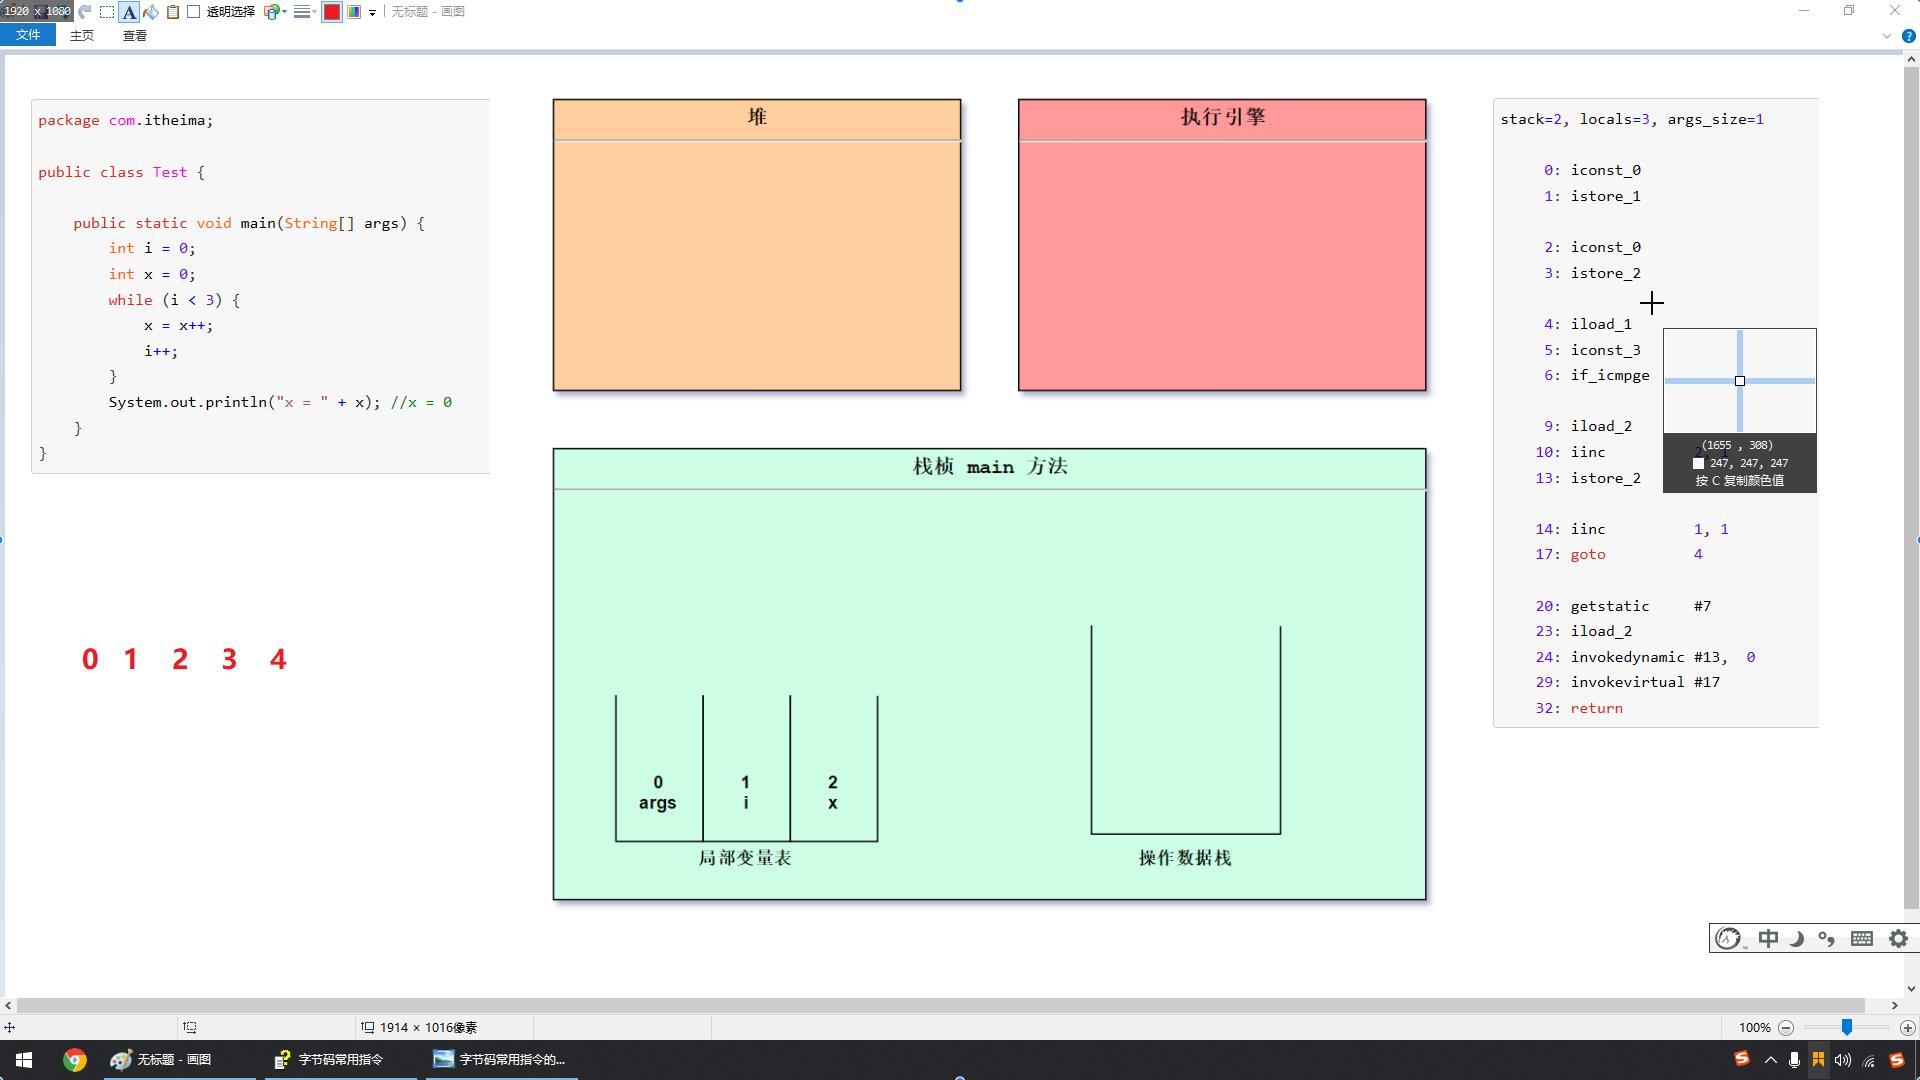 1920 x 1080
透明选择
无标题 - 画图
文件
主页
查看
package com.itheima;
public class Test {
public static void main(String[] args) {
int i = 0;
int x = 0;
while (i < 3) {
x = x++;
i++;
}
System.out.println("x = " + x); //x = 0
}
}
0 1 2 3 4
堆
执行引擎
栈桢 main 方法
0
args
1
i
2
x
局部变量表
操作数据栈
stack=2, locals=3, args_size=1
0: iconst_0
1: istore_1
2: iconst_0
3: istore_2
4: iload_1
5: iconst_3
6: if_icmpge
9: iload_2
10: iinc 2, 1
13: istore_2
14: iinc 1, 1
17: goto 4
20: getstatic #7
23: iload_2
24: invokedynamic #13, 0
29: invokevirtual #17
32: return
(1655 , 308)
247, 247, 247
按 C 复制颜色值
中
1914 × 1016像素
100%
无标题 - 画图
字节码常用指令
字节码常用指令的...